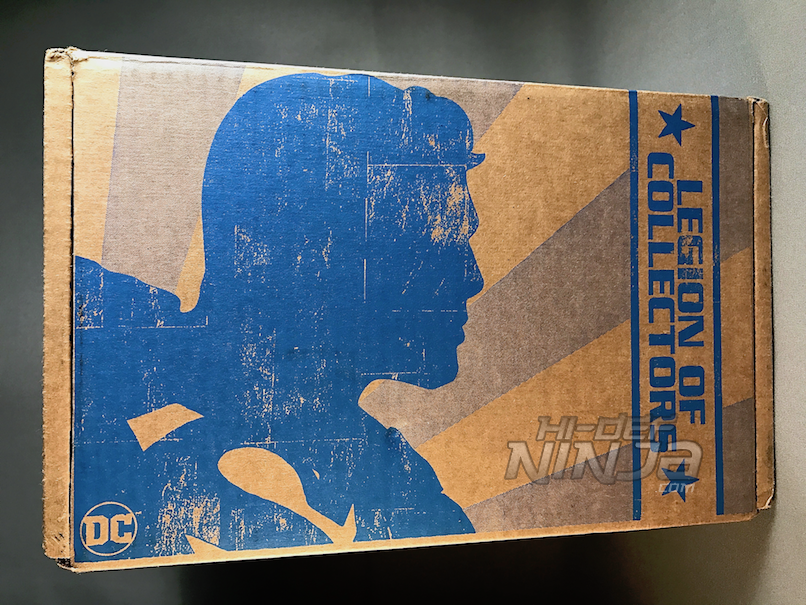 LEGION OF
COLLECTORS
DC
Hi-Def
NINJA
.COM